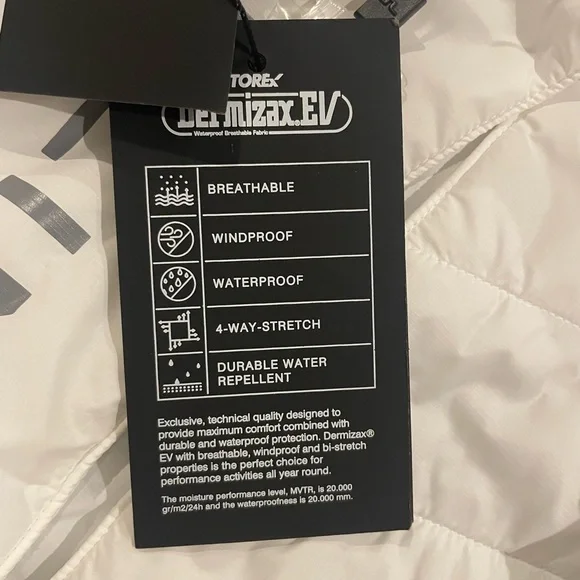 TOREX
Dermizax.EV
Waterproof Breathable Fabric
BREATHABLE
WINDPROOF
WATERPROOF
4-WAY-STRETCH
DURABLE WATER
REPELLENT
Exclusive, technical quality designed to
provide maximum comfort combined with
durable and waterproof protection. Dermizax®
EV with breathable, windproof and bi-stretch
properties is the perfect choice for
performance activities all year round.
The moisture performance level, MVTR, is 20.000
gr/m2/24h and the waterproofness is 20.000 mm.